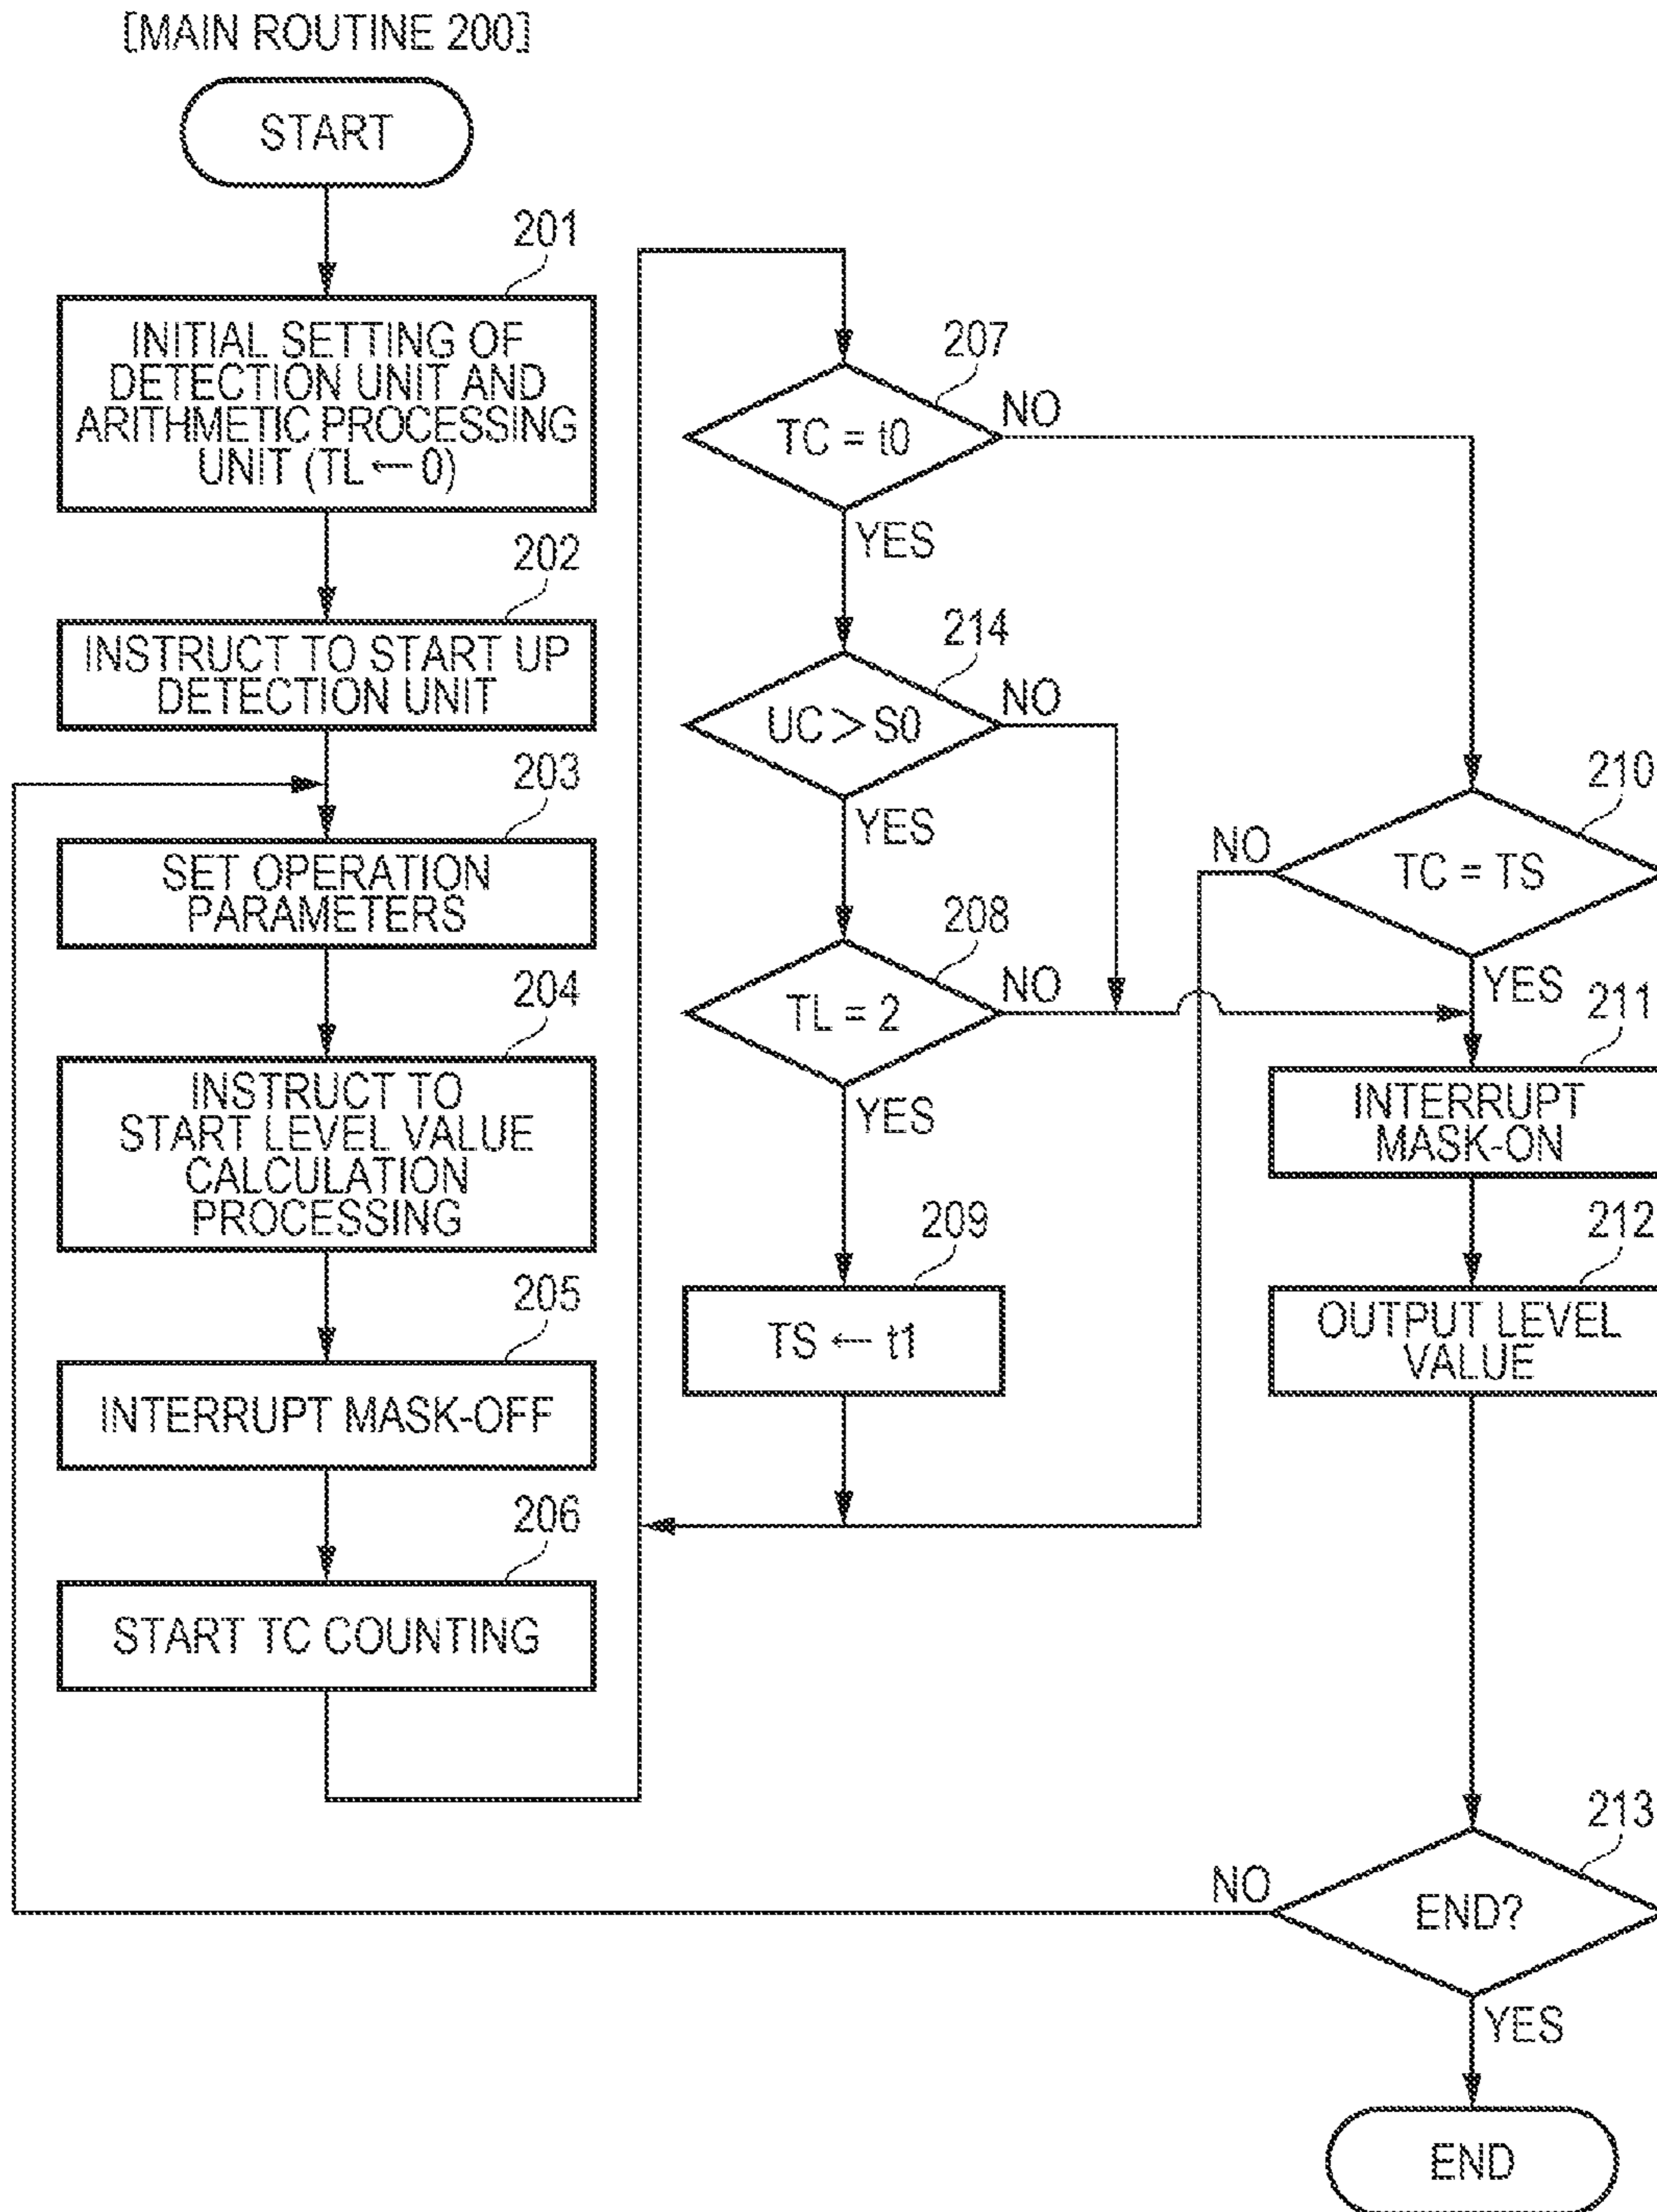 [MAIN ROUTINE 200]
START
201
INITIAL SETTING OF
DETECTION UNIT AND
ARITHMETIC PROCESSING
UNIT (TL ← 0)
202
INSTRUCT TO START UP
DETECTION UNIT
203
SET OPERATION
PARAMETERS
204
INSTRUCT TO
START LEVEL VALUE
CALCULATION
PROCESSING
205
INTERRUPT MASK-OFF
206
START TC COUNTING
207
TC = t0
NO
YES
214
UC > S0
NO
YES
208
TL = 2
NO
YES
209
TS ← t1
210
TC = TS
NO
YES
211
INTERRUPT
MASK-ON
212
OUTPUT LEVEL
VALUE
213
END?
NO
YES
END